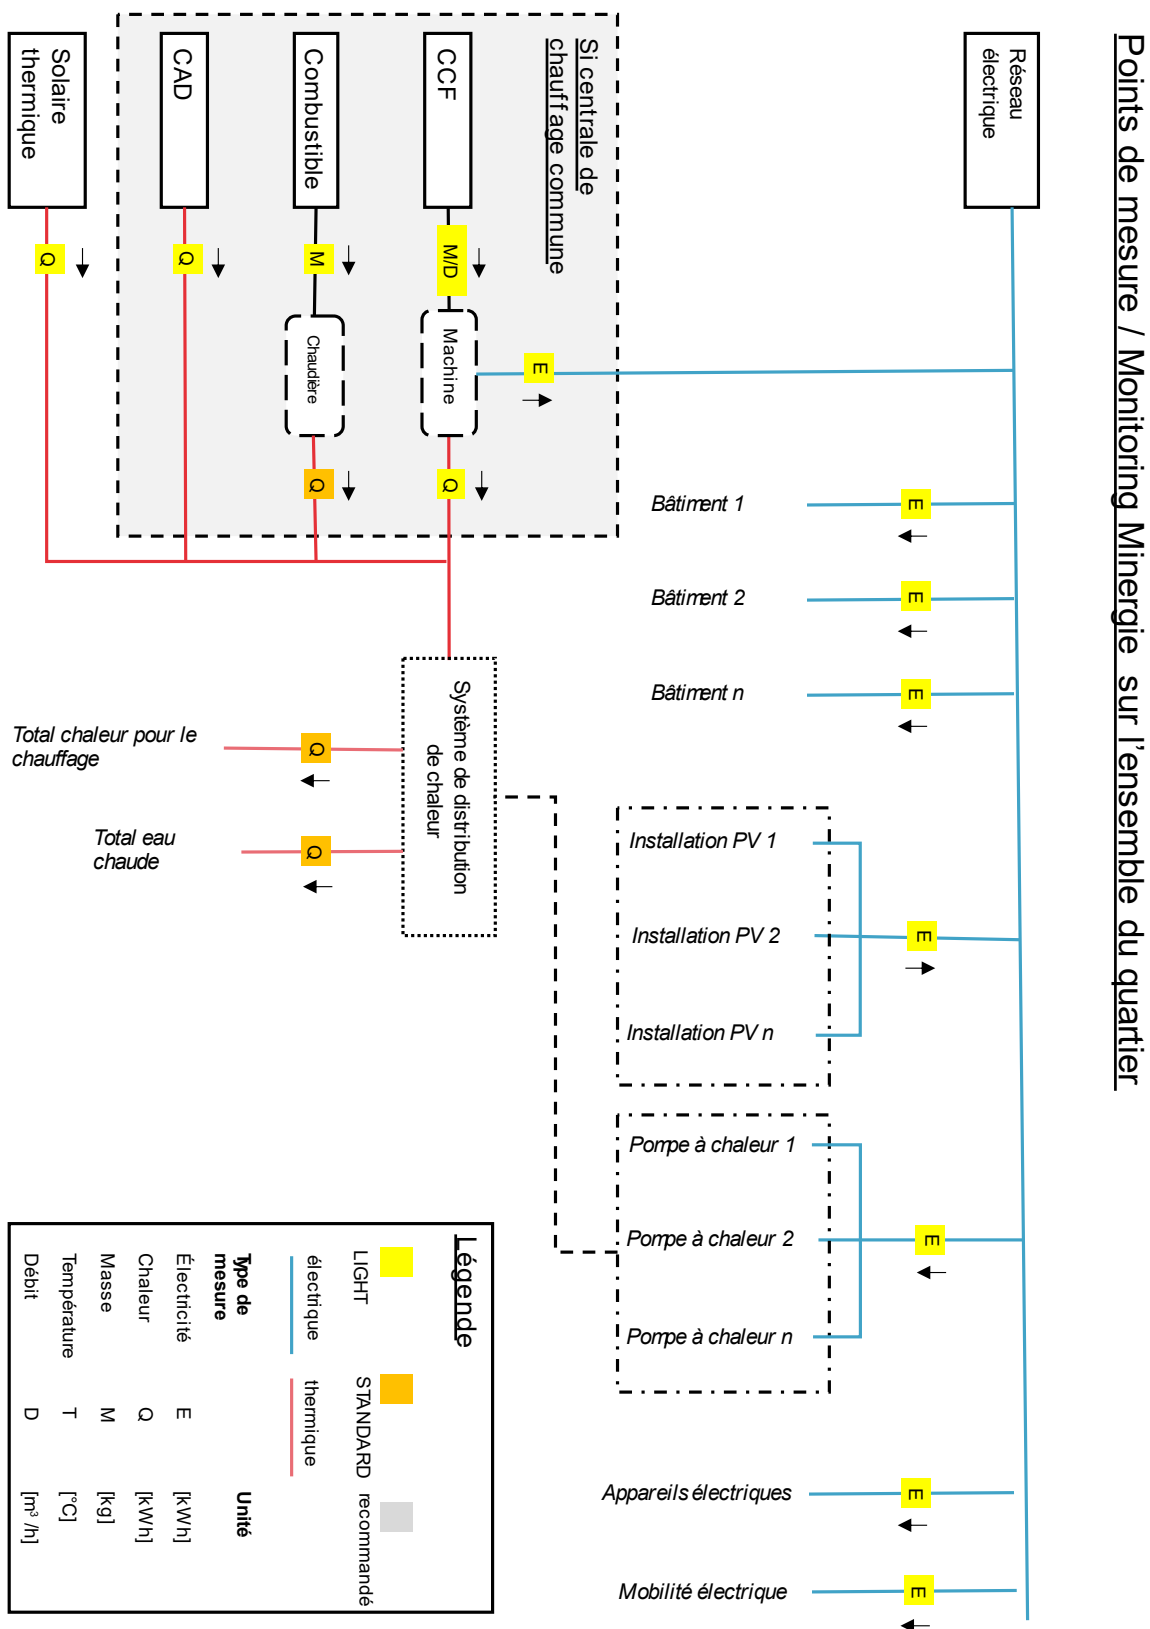 Points de mesure / Monitoring Minergie sur l'ensemble du quartier
Réseau
électrique
Si centrale de
chauffage commune
CCF
M/D
Machine
E
Q
Combustible
M
Chaudière
Q
CAD
Q
Solaire
thermique
Q
Bâtiment 1
E
Bâtiment 2
E
Bâtiment n
E
Système de distribution
de chaleur
Total chaleur pour le
chauffage
Q
Total eau
chaude
Q
Installation PV 1
Installation PV 2
Installation PV n
E
Pompe à chaleur 1
Pompe à chaleur 2
Pompe à chaleur n
E
Appareils électriques
E
Mobilité électrique
E
Légende
LIGHT
STANDARD
recommandé
électrique
thermique
Type de
mesure
Unité
Électricité E [kWh]
Chaleur Q [kWh]
Masse M [kg]
Température T [°C]
Débit D [m³ /h]